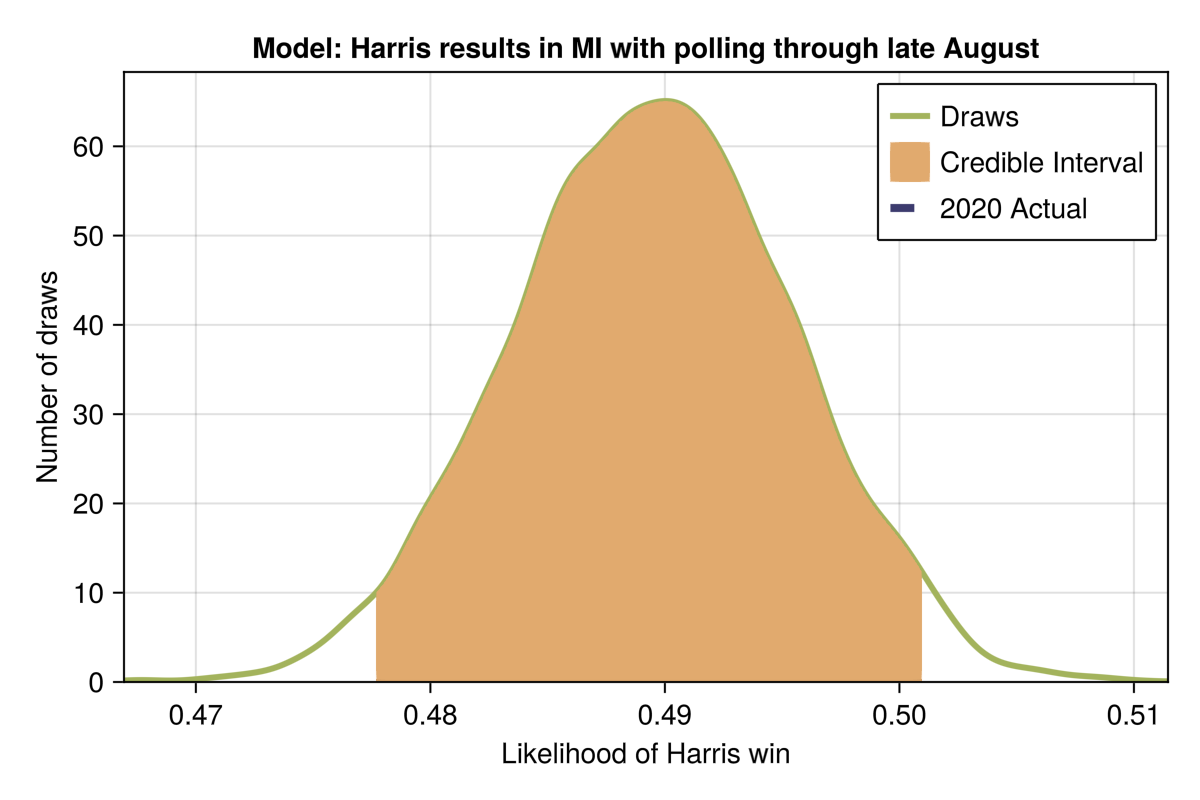 Model: Harris results in MI with polling through late August
Draws
Credible Interval
2020 Actual
Number of draws
60
50
40
30
20
10
0
0.47 0.48 0.49 0.50 0.51
Likelihood of Harris win